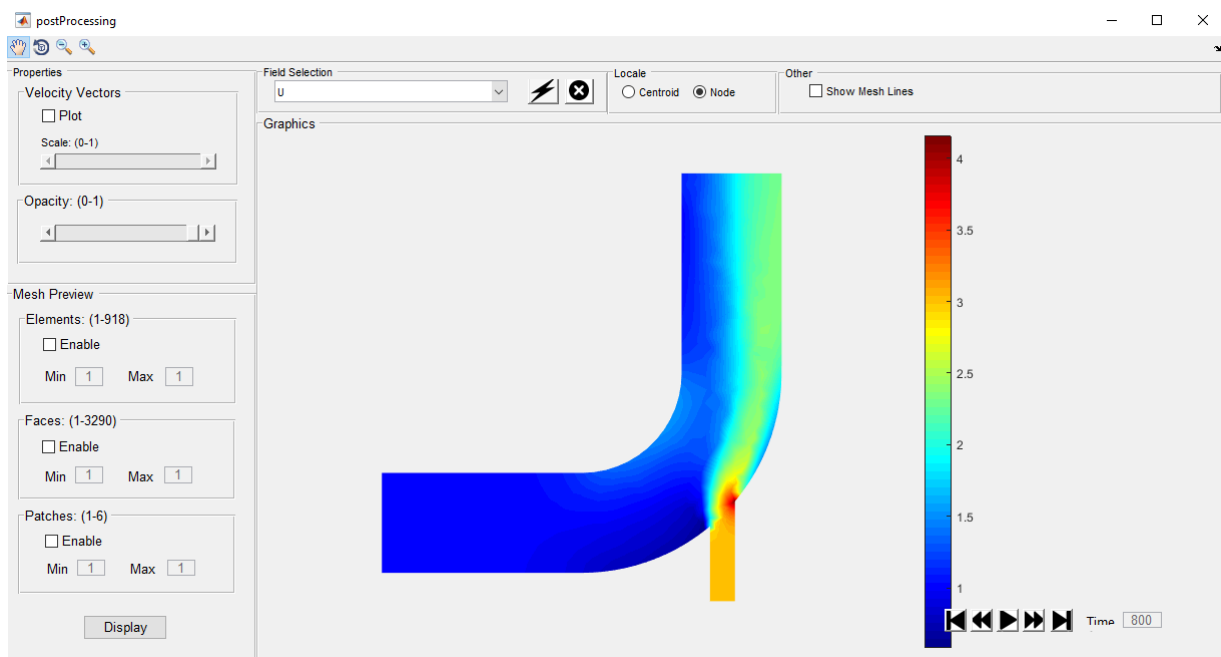 postProcessing
Properties
Velocity Vectors
Plot
Scale: (0-1)
Opacity: (0-1)
Field Selection
U
Locale
Centroid
Node
Other
Show Mesh Lines
Graphics
4
3.5
3
2.5
2
1.5
1
Mesh Preview
Elements: (1-918)
Enable
Min 1 Max 1
Faces: (1-3290)
Enable
Min 1 Max 1
Patches: (1-6)
Enable
Min 1 Max 1
Display
Time 800